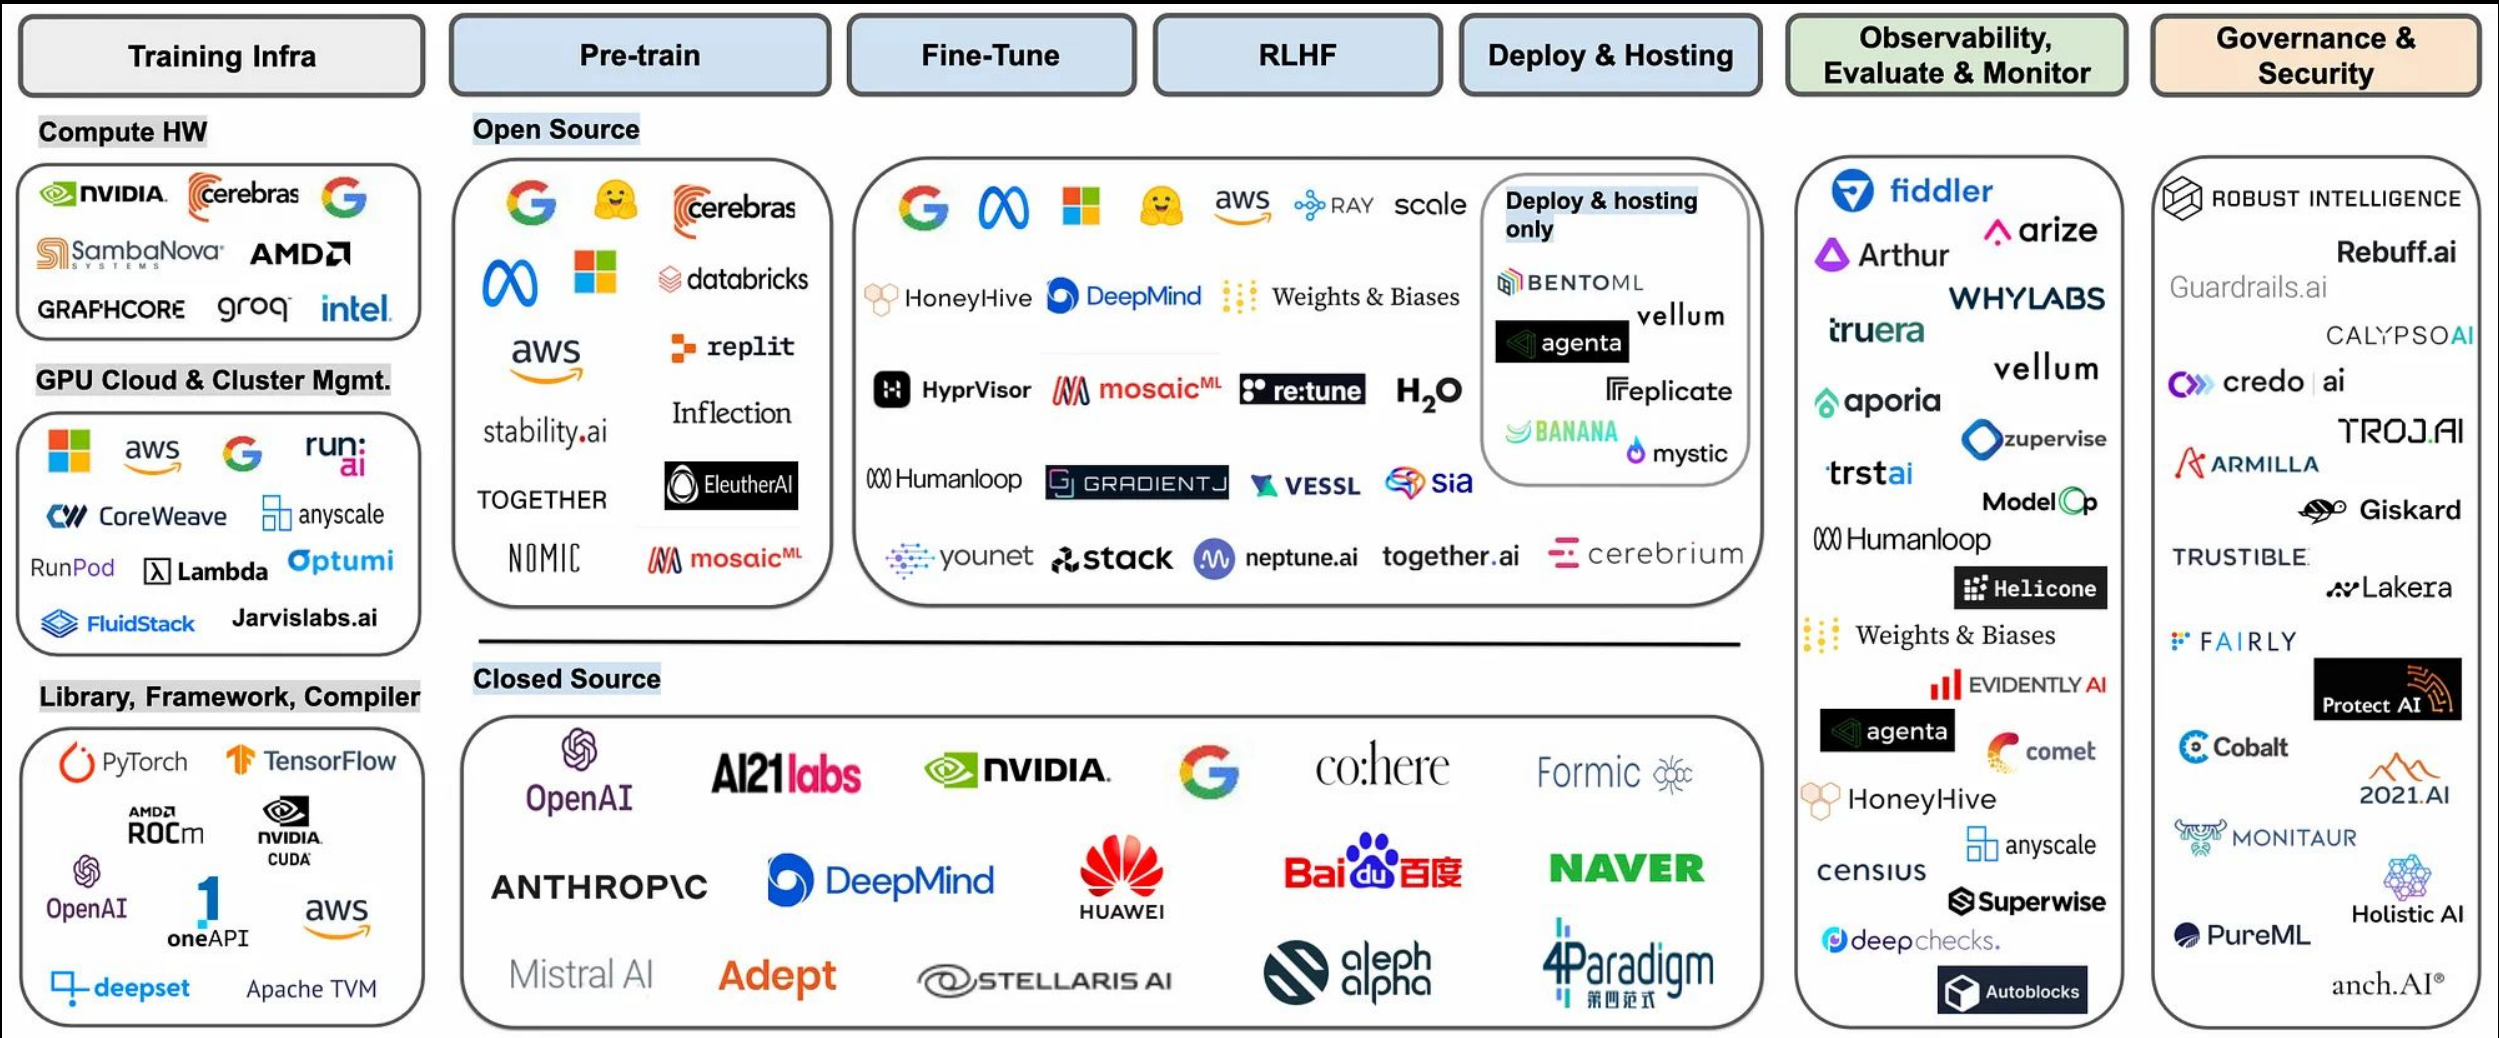 Training Infra
Pre-train
Fine-Tune
RLHF
Deploy & Hosting
Observability,
Evaluate & Monitor
Governance &
Security
Compute HW
NVIDIA.
cerebras
SambaNova
SYSTEMS
AMD
GRAPHCORE
groq
intel.
GPU Cloud & Cluster Mgmt.
aws
run:
ai
CoreWeave
anyscale
RunPod
Lambda
Optumi
FluidStack
Jarvislabs.ai
Library, Framework, Compiler
PyTorch
TensorFlow
AMD
ROCm
NVIDIA.
CUDA
OpenAI
1
oneAPI
aws
deepset
Apache TVM
Open Source
G
cerebras
databricks
aws
replit
stability.ai
Inflection
TOGETHER
EleutherAI
NOMIC
mosaicML
aws
RAY
scale
HoneyHive
DeepMind
Weights & Biases
HyprVisor
mosaicML
re:tune
H2O
Humanloop
GRADIENTJ
VESSL
sia
younet
stack
neptune.ai
together.ai
cerebrium
Deploy & hosting
only
BENTOML
vellum
agenta
replicate
BANANA
mystic
Closed Source
OpenAI
AI21labs
NVIDIA.
G
co:here
Formic
ANTHROP\C
DeepMind
HUAWEI
Baidu百度
NAVER
Mistral AI
Adept
STELLARIS AI
aleph
alpha
4Paradigm
第四范式
fiddler
arize
Arthur
WHYLABS
truera
vellum
aporia
zupervise
trstai
ModelOp
Humanloop
Helicone
Weights & Biases
EVIDENTLY AI
agenta
comet
HoneyHive
anyscale
censius
Superwise
deepchecks.
Autoblocks
ROBUST INTELLIGENCE
Rebuff.ai
Guardrails.ai
CALYPSOAI
credo ai
TROJ.AI
ARMILLA
Giskard
TRUSTIBLE
Lakera
FAIRLY
Protect AI
Cobalt
2021.AI
MONITAUR
Holistic AI
PureML
anch.AI®